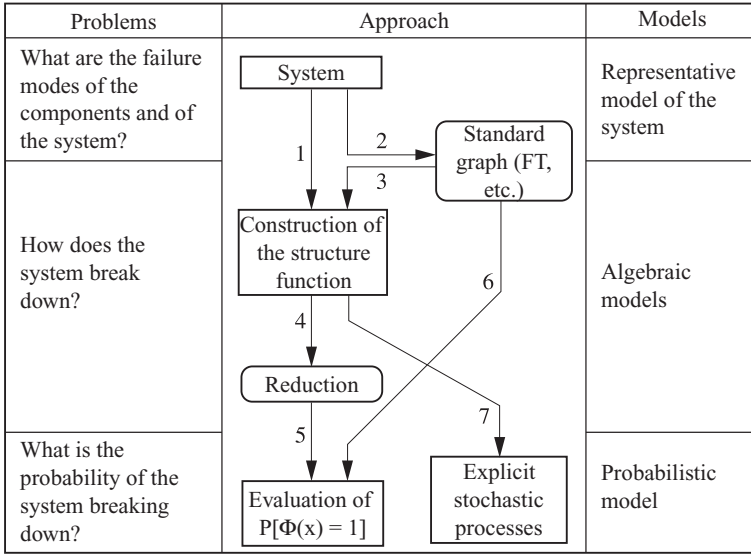 Problems
Approach
Models
What are the failure
modes of the
components and of
the system?
System
Representative
model of the
system
1
2
Standard
graph (FT,
etc.)
3
How does the
system break
down?
Construction of
the structure
function
6
Algebraic
models
4
Reduction
5
7
What is the
probability of the
system breaking
down?
Evaluation of
P[Φ(x) = 1]
Explicit
stochastic
processes
Probabilistic
model